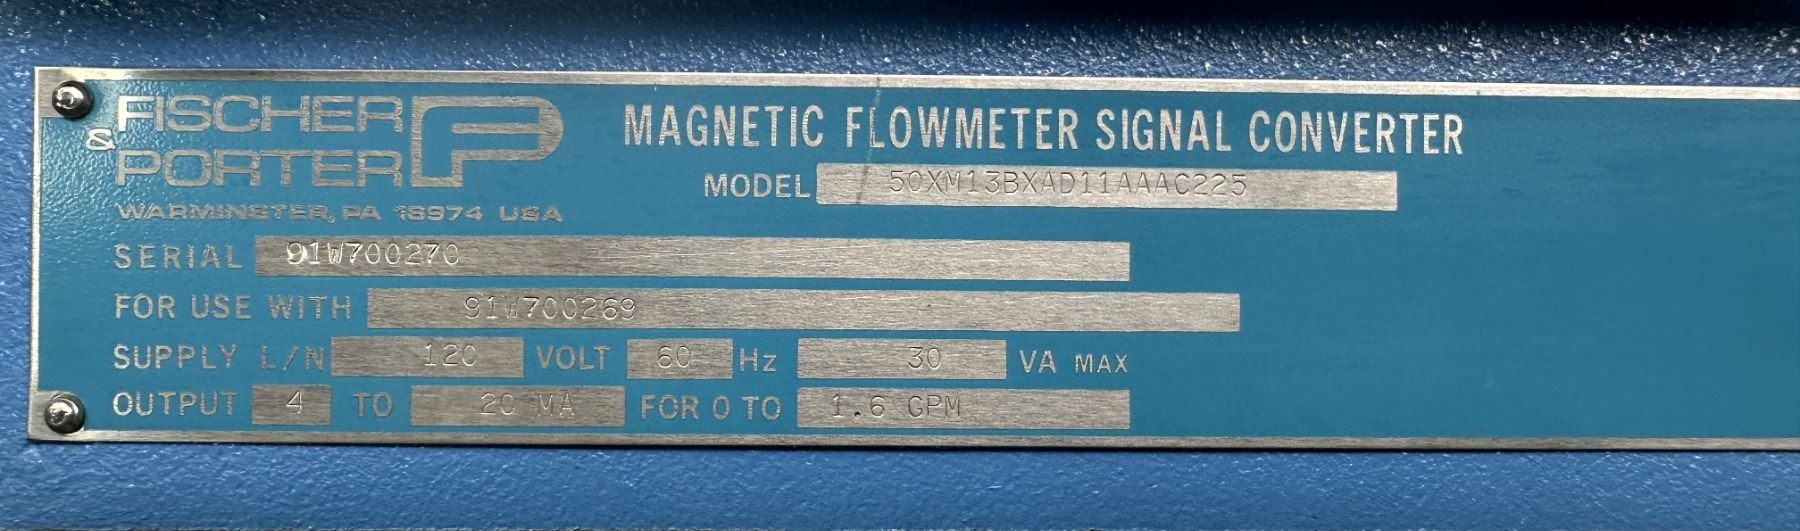 FISCHER
& PORTER
WARMINSTER, PA 18974 USA
MAGNETIC FLOWMETER SIGNAL CONVERTER
MODEL 50XM13BXAD11AAAC225
SERIAL 91W700270
FOR USE WITH 91W700269
SUPPLY L/N 120 VOLT 60 Hz 30 VA MAX
OUTPUT 4 TO 20 MA FOR 0 TO 1.6 GPM